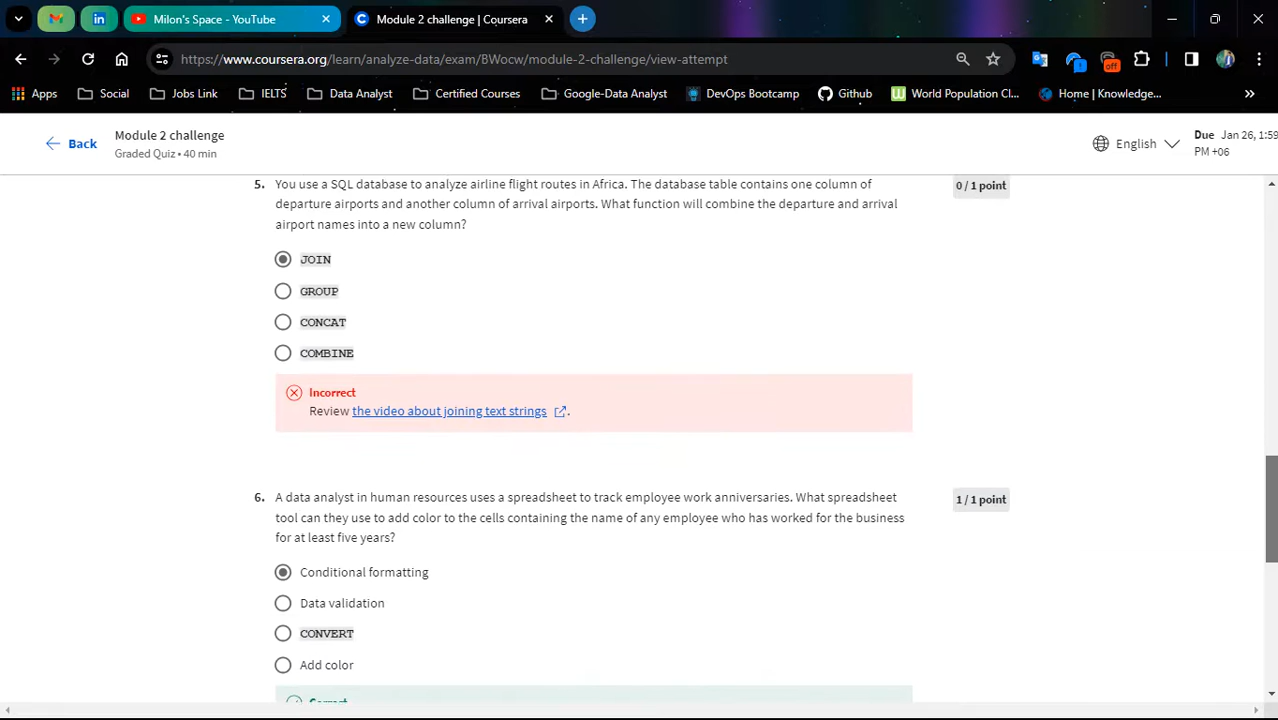 Milon's Space - YouTube
Module 2 challenge | Coursera
https://www.coursera.org/learn/analyze-data/exam/BWocw/module-2-challenge/view-attempt
off
Apps Social Jobs Link IELTS Data Analyst Certified Courses Google-Data Analyst DevOps Bootcamp Github World Population Cl... Home | Knowledge... »
Back
Module 2 challenge
Graded Quiz • 40 min
English
Due Jan 26, 1:59
PM +06
5. You use a SQL database to analyze airline flight routes in Africa. The database table contains one column of
departure airports and another column of arrival airports. What function will combine the departure and arrival
airport names into a new column?
0 / 1 point
JOIN
GROUP
CONCAT
COMBINE
Incorrect
Review the video about joining text strings.
6. A data analyst in human resources uses a spreadsheet to track employee work anniversaries. What spreadsheet
tool can they use to add color to the cells containing the name of any employee who has worked for the business
for at least five years?
1 / 1 point
Conditional formatting
Data validation
CONVERT
Add color
Correct